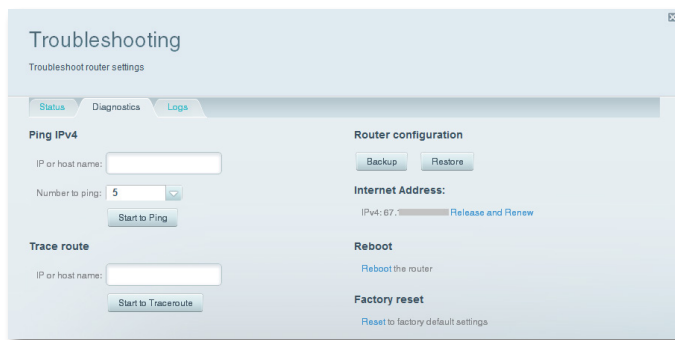 Troubleshooting
Troubleshoot router settings
Status
Diagnostics
Logs
Ping IPv4
IP or host name:
Number to ping: 5
Start to Ping
Trace route
IP or host name:
Start to Traceroute
Router configuration
Backup
Restore
Internet Address:
IPv4: 67.1 Release and Renew
Reboot
Reboot the router
Factory reset
Reset to factory default settings